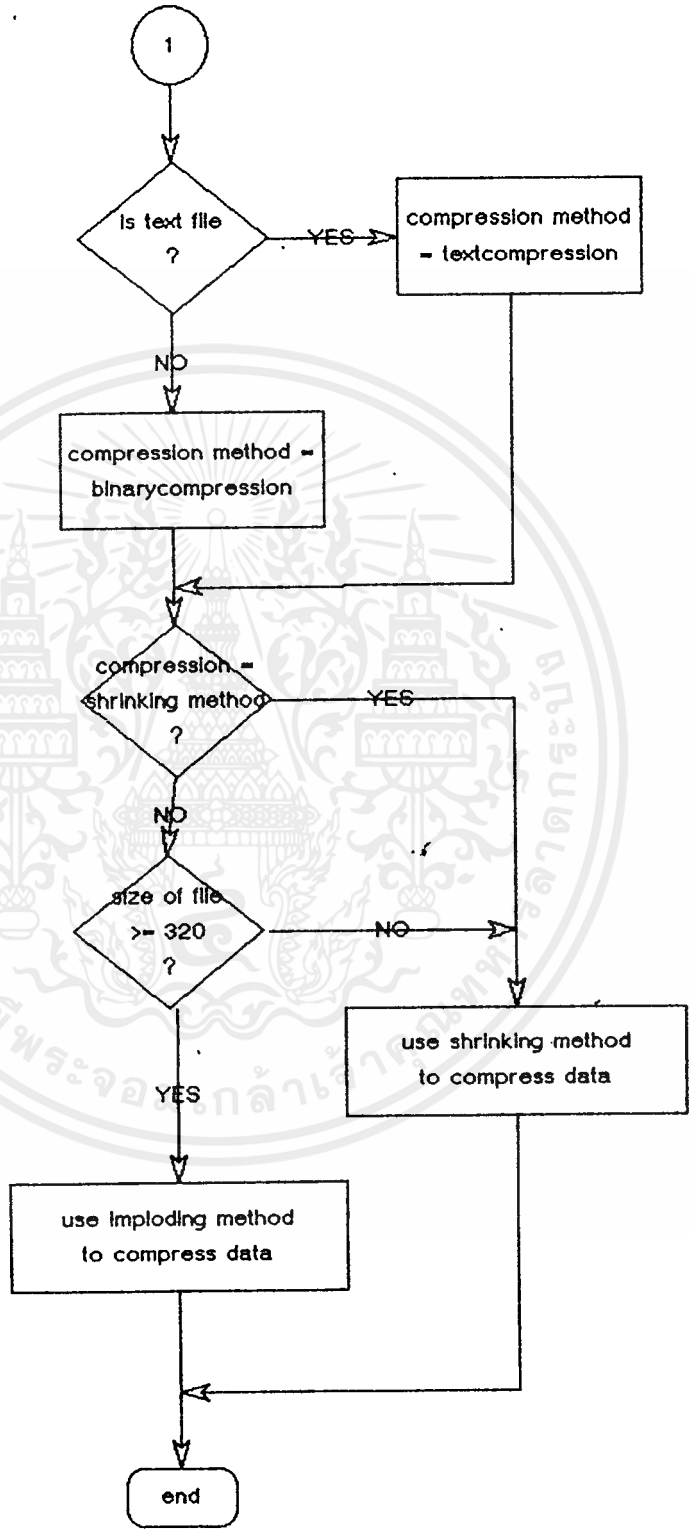 1
is text file
?
YES
compression method
= textcompression
NO
compression method =
binarycompression
compression =
shrinking method
?
YES
NO
size of file
>= 320
?
NO
use shrinking method
to compress data
YES
use imploding method
to compress data
end